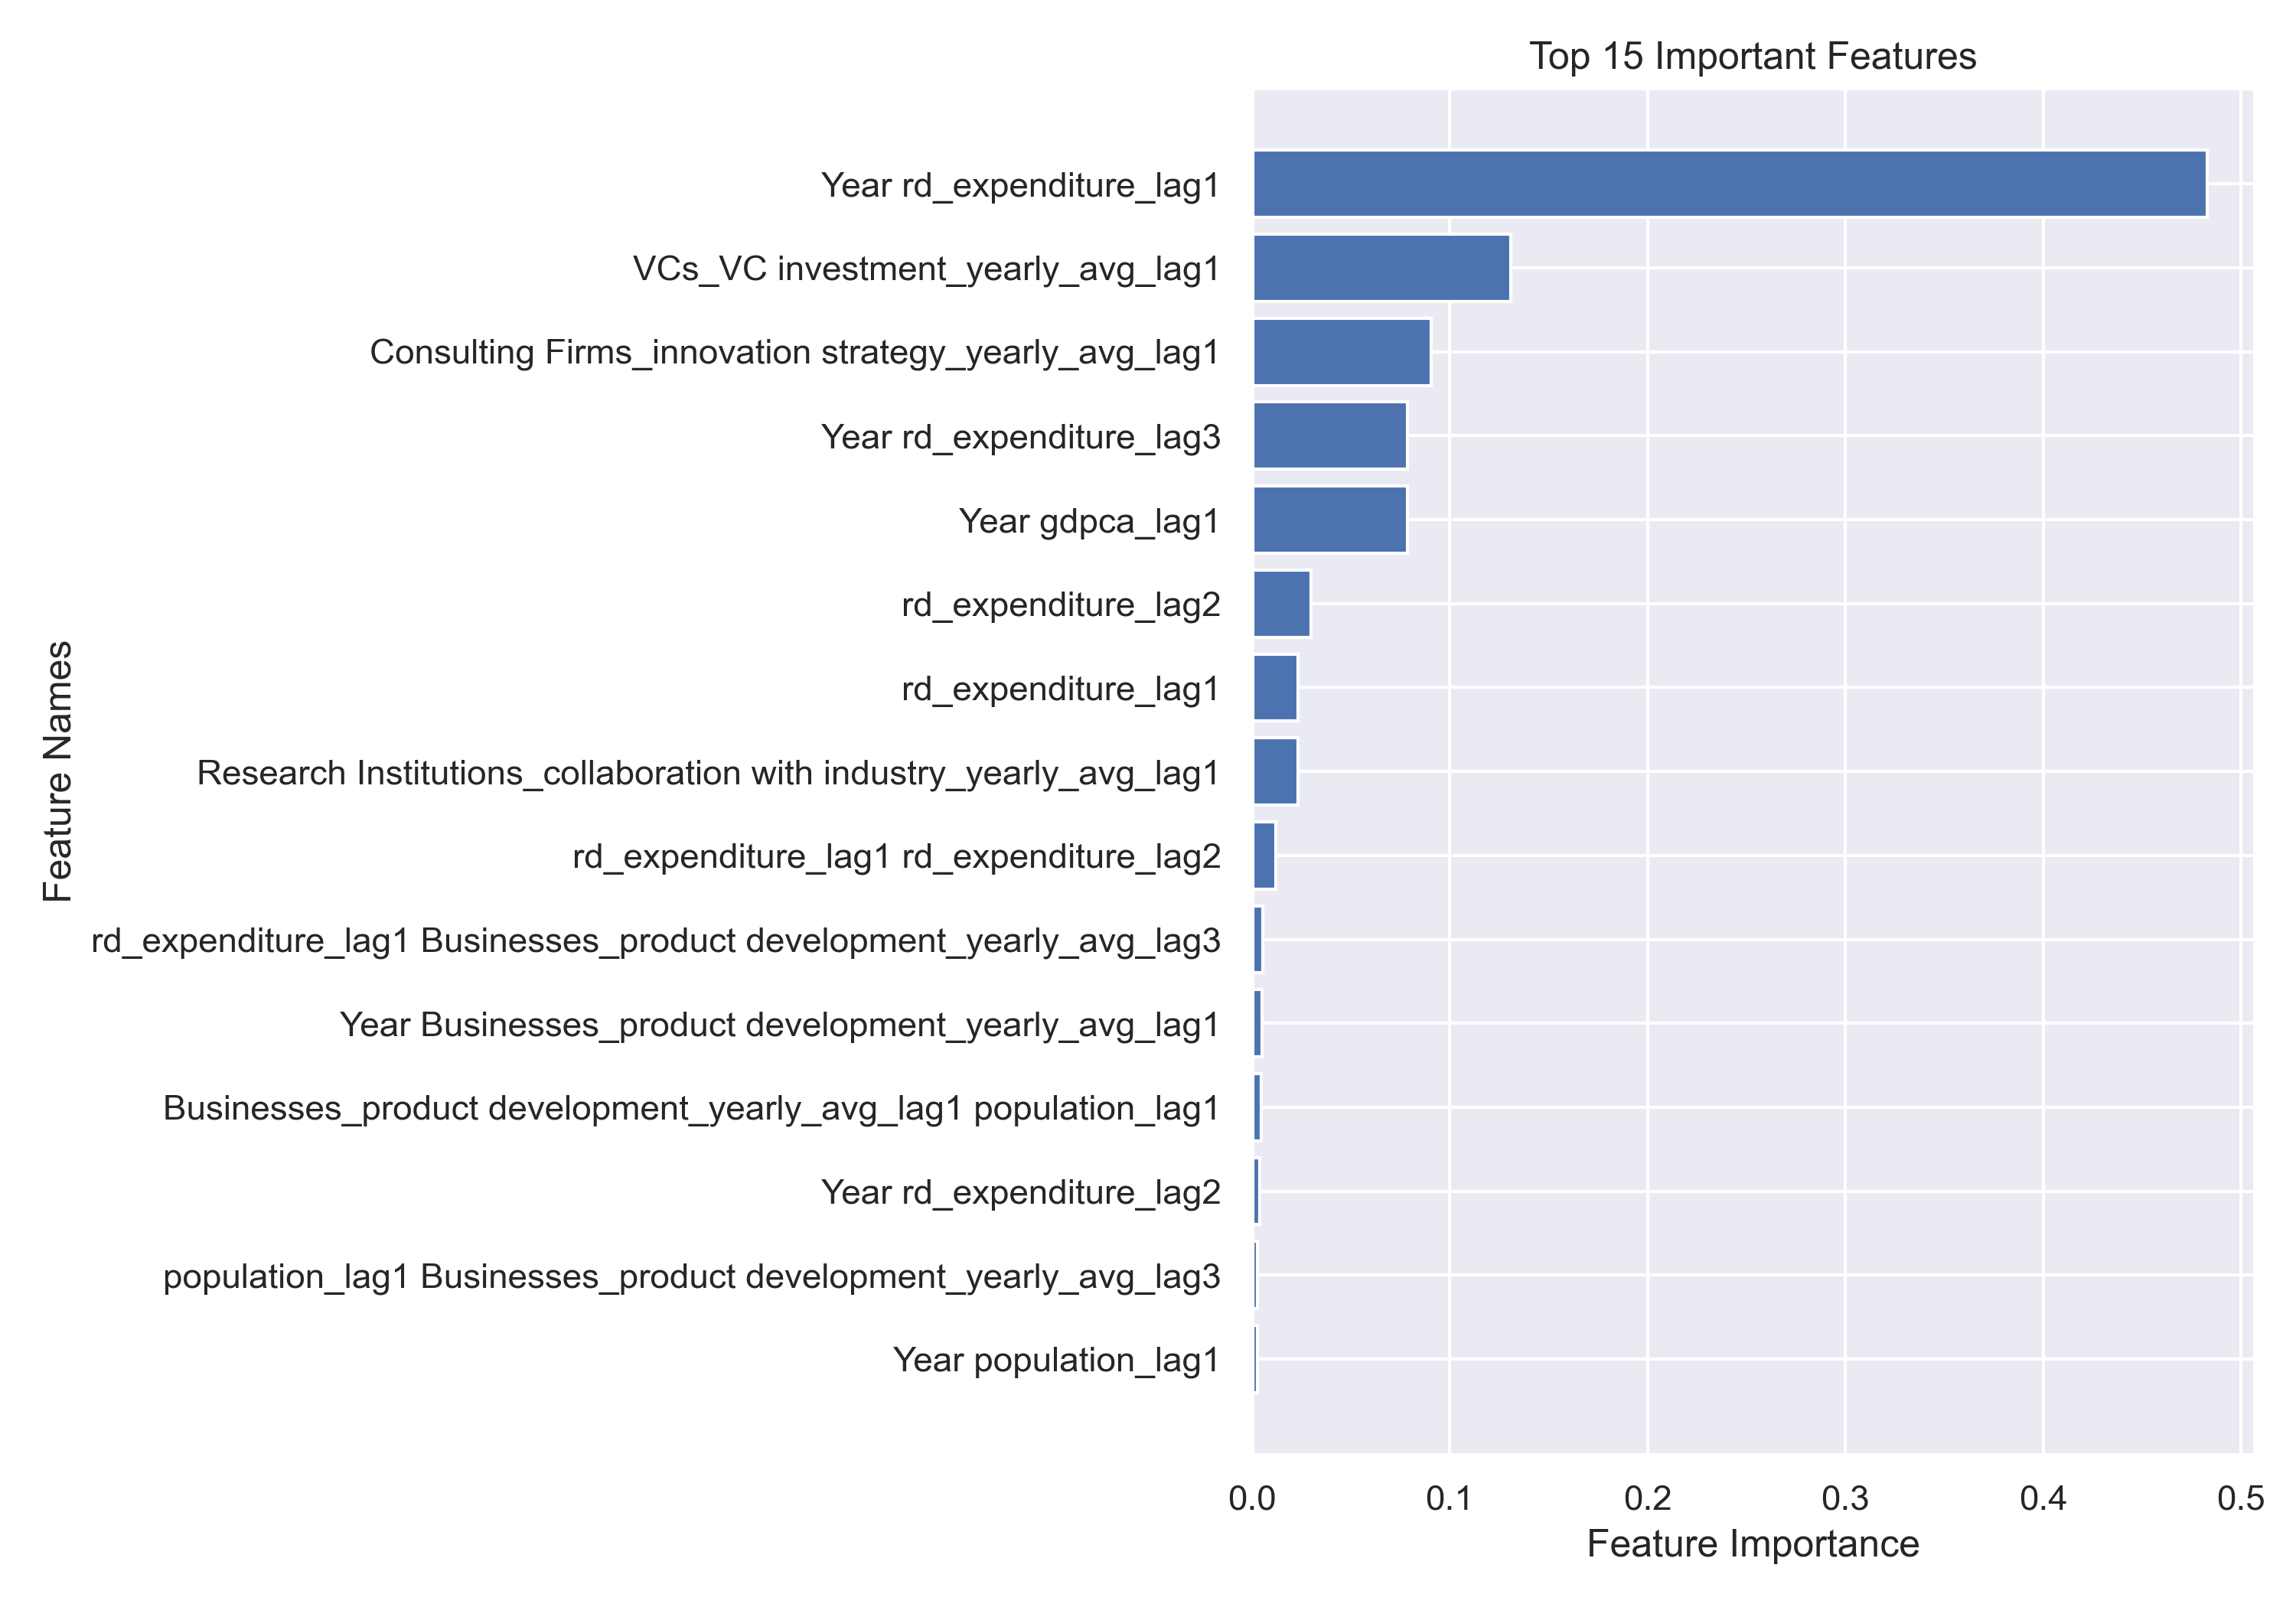 Top 15 Important Features
Year rd_expenditure_lag1
VCs_VC investment_yearly_avg_lag1
Consulting Firms_innovation strategy_yearly_avg_lag1
Year rd_expenditure_lag3
Year gdpca_lag1
rd_expenditure_lag2
rd_expenditure_lag1
Research Institutions_collaboration with industry_yearly_avg_lag1
rd_expenditure_lag1 rd_expenditure_lag2
rd_expenditure_lag1 Businesses_product development_yearly_avg_lag3
Year Businesses_product development_yearly_avg_lag1
Businesses_product development_yearly_avg_lag1 population_lag1
Year rd_expenditure_lag2
population_lag1 Businesses_product development_yearly_avg_lag3
Year population_lag1
Feature Names
0.0 0.1 0.2 0.3 0.4 0.5
Feature Importance